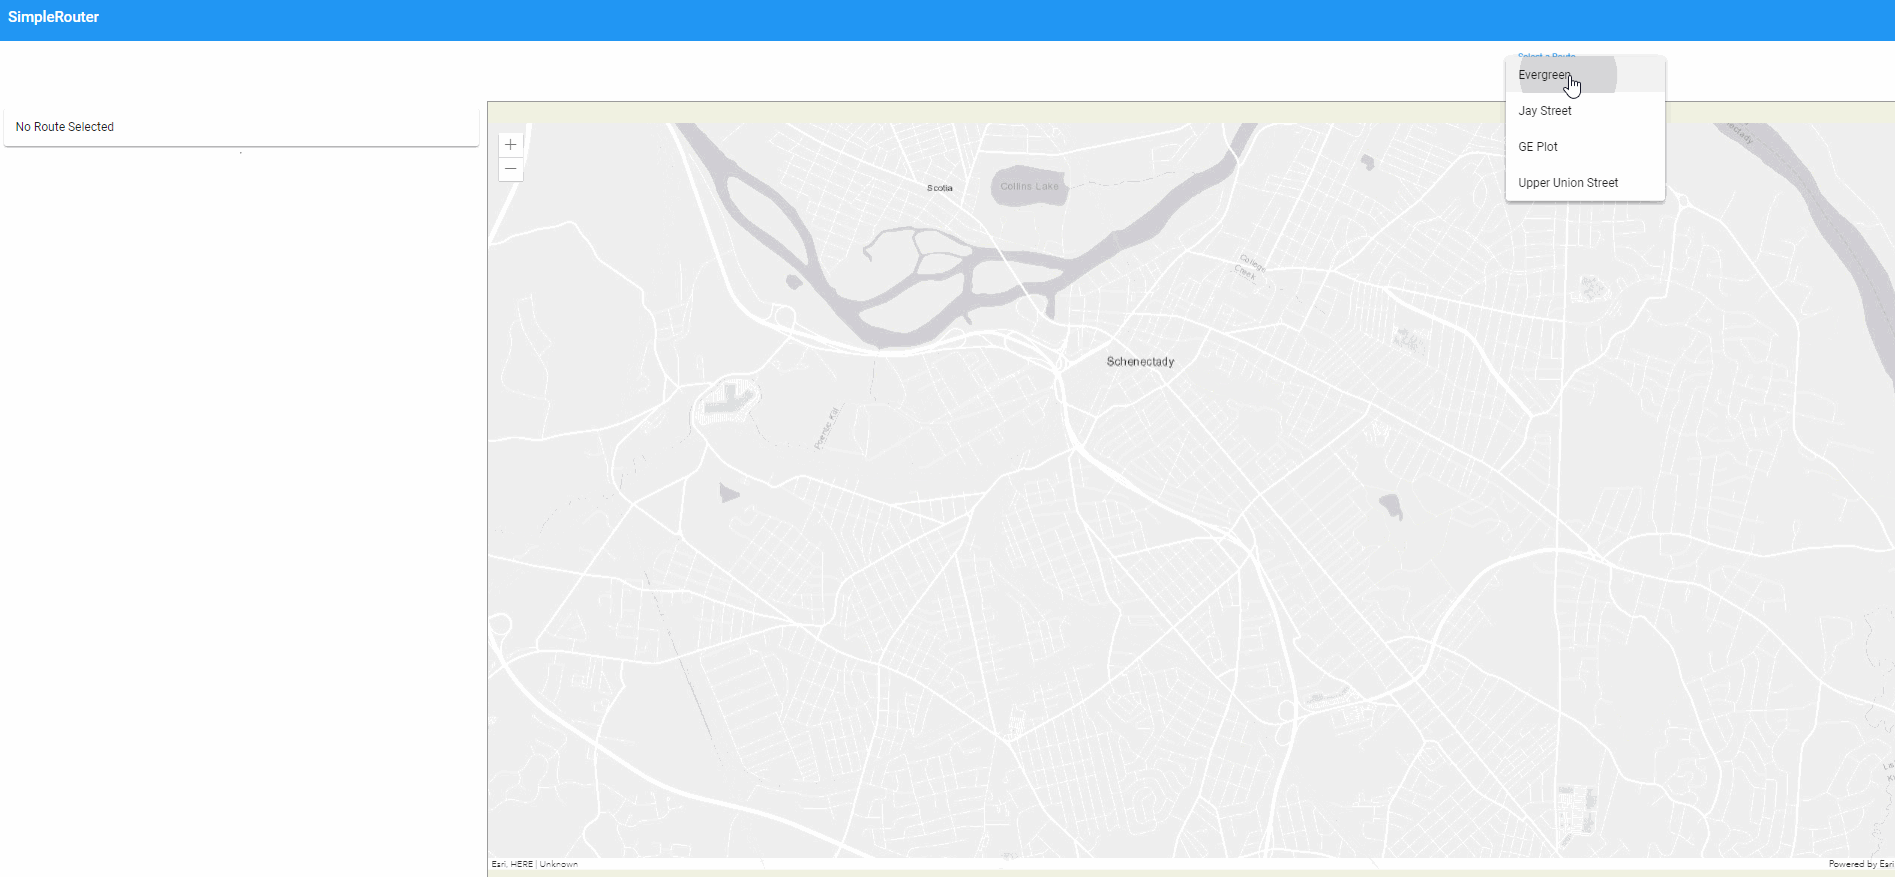 SimpleRouter
Select a Route
Evergreen
Jay Street
GE Plot
Upper Union Street
No Route Selected
+
−
Scotia
Collins Lake
College
Creek
Schenectady
Poentic Kill
Esri, HERE | Unknown
Powered by Esri